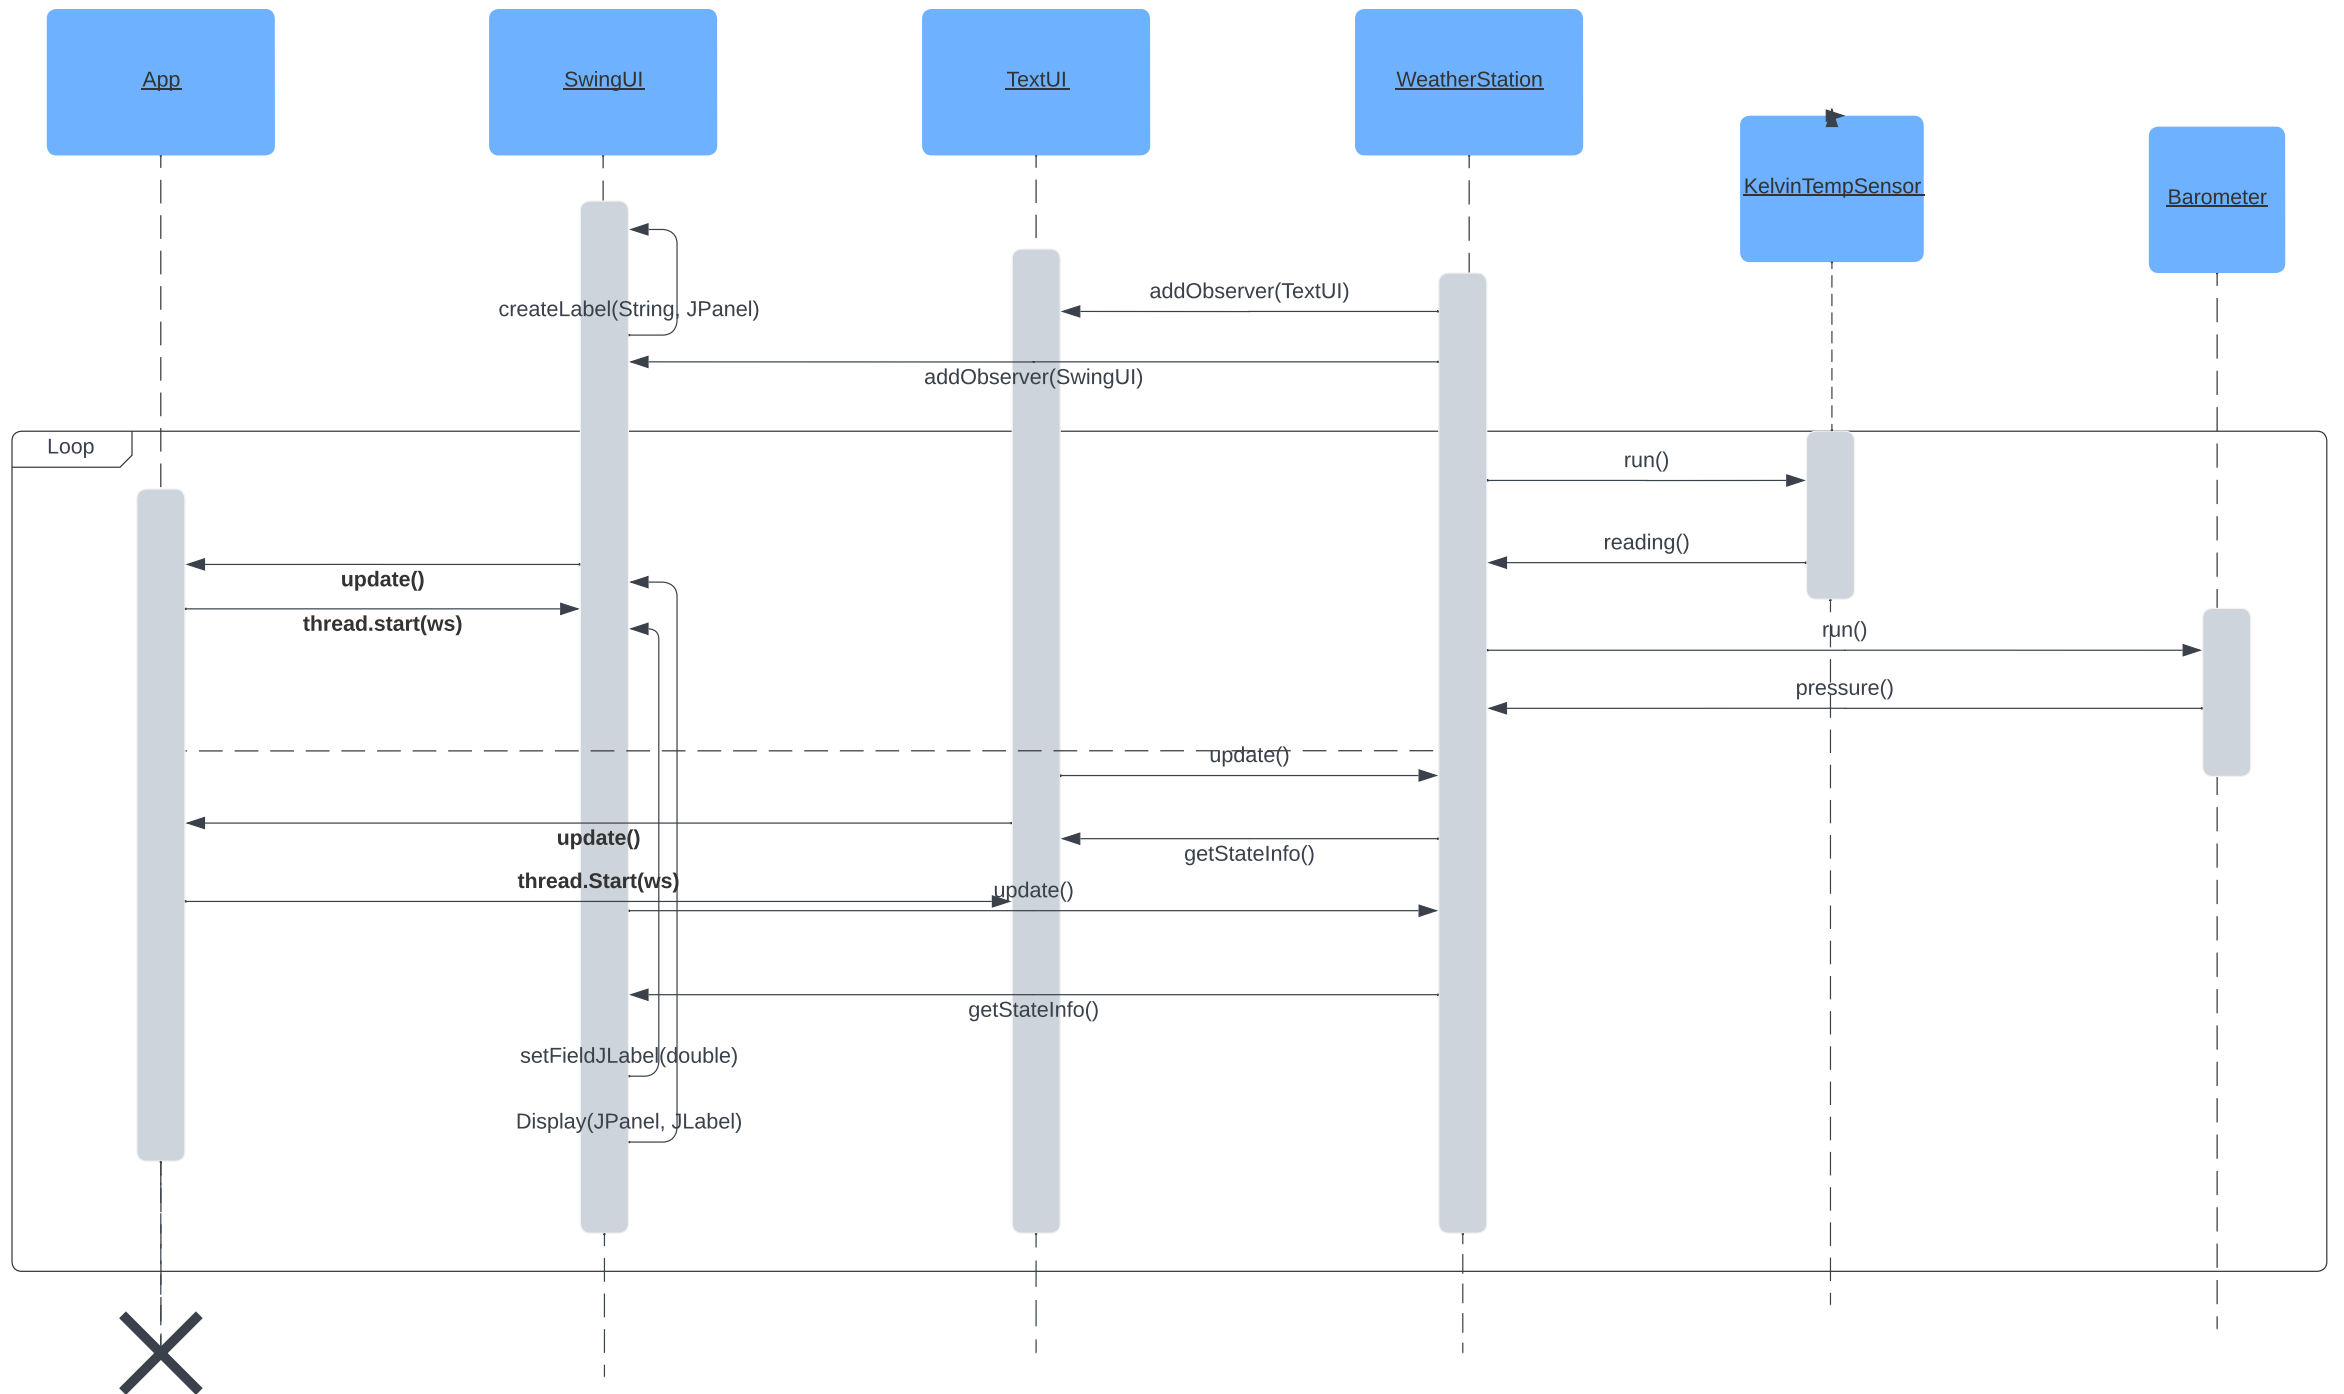 App
SwingUI
TextUI
WeatherStation
KelvinTempSensor
Barometer
addObserver(TextUI)
createLabel(String, JPanel)
addObserver(SwingUI)
Loop
run()
reading()
update()
thread.start(ws)
run()
pressure()
update()
update()
getStateInfo()
thread.Start(ws)
update()
getStateInfo()
setFieldJLabel(double)
Display(JPanel, JLabel)